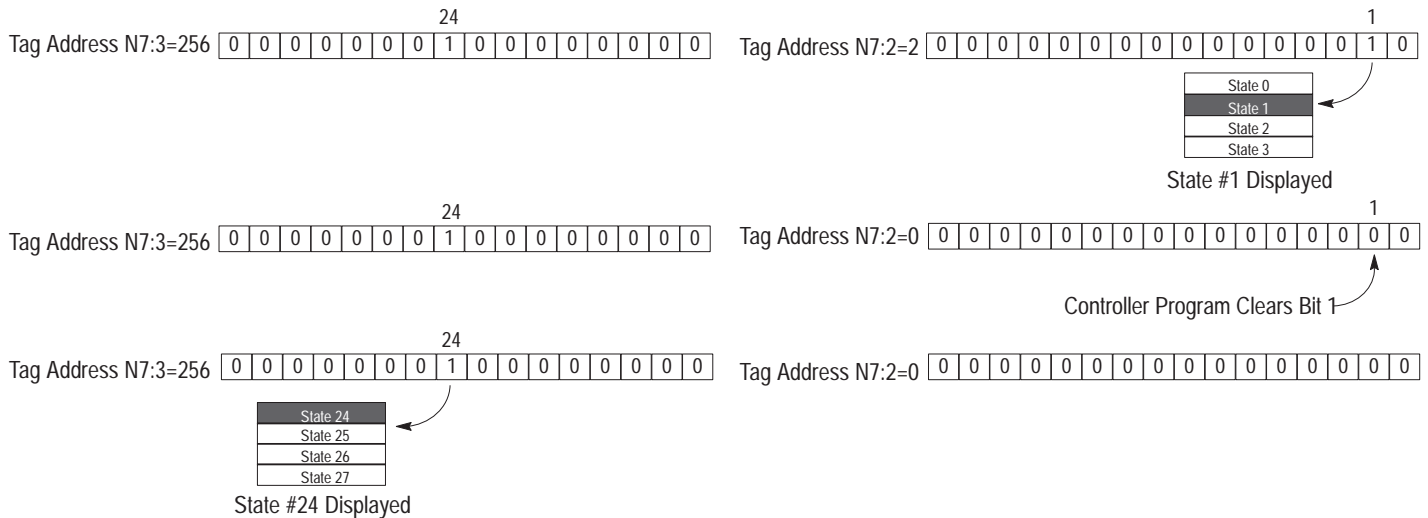 24
Tag Address N7:3=256 0 0 0 0 0 0 0 1 0 0 0 0 0 0 0 0
1
Tag Address N7:2=2 0 0 0 0 0 0 0 0 0 0 0 0 0 0 1 0
State 0
State 1
State 2
State 3
State #1 Displayed
24
Tag Address N7:3=256 0 0 0 0 0 0 0 1 0 0 0 0 0 0 0 0
1
Tag Address N7:2=0 0 0 0 0 0 0 0 0 0 0 0 0 0 0 0 0
Controller Program Clears Bit 1
24
Tag Address N7:3=256 0 0 0 0 0 0 0 1 0 0 0 0 0 0 0 0
Tag Address N7:2=0 0 0 0 0 0 0 0 0 0 0 0 0 0 0 0 0
State 24
State 25
State 26
State 27
State #24 Displayed